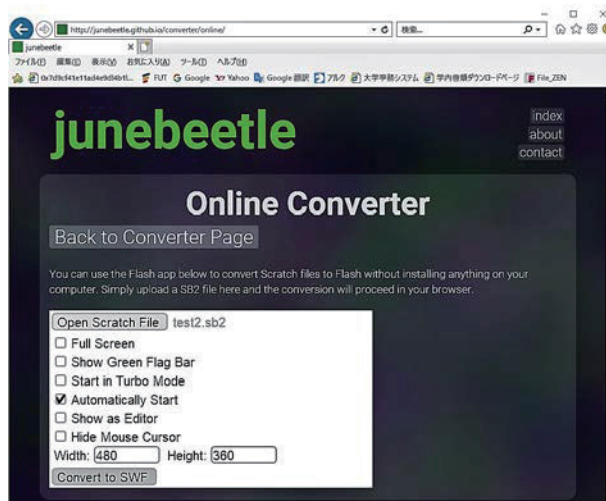 http://junebeetle.github.io/converter/online/
検索...
junebeetle
ファイル(F) 編集(E) 表示(V) お気に入り(A) ツール(T) ヘルプ(H)
FUT Google Yahoo Google 翻訳 アルク 大学学務システム 学内書類ダウンロードページ File_ZEN
junebeetle
index
about
contact
Online Converter
Back to Converter Page
You can use the Flash app below to convert Scratch files to Flash without installing anything on your
computer. Simply upload a SB2 file here and the conversion will proceed in your browser.
Open Scratch File test2.sb2
Full Screen
Show Green Flag Bar
Start in Turbo Mode
Automatically Start
Show as Editor
Hide Mouse Cursor
Width: 480 Height: 360
Convert to SWF